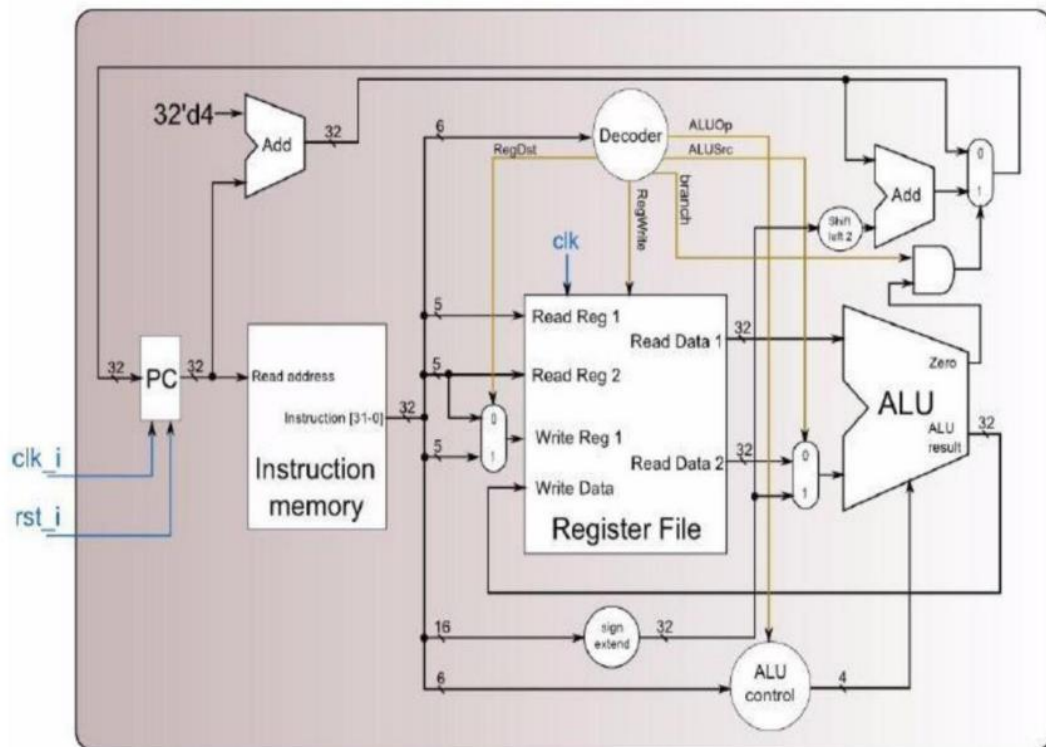 32'd4
Add
32
6
Decoder
ALUOp
RegDst
ALUSrc
branch
RegWrite
clk
Shift
left 2
Add
0
1
32
PC
32
Read address
Instruction [31-0]
32
Instruction
memory
clk_i
rst_i
5
5
5
0
1
Read Reg 1
Read Reg 2
Write Reg 1
Write Data
Read Data 1
Read Data 2
Register File
32
32
0
1
Zero
ALU
ALU
result
32
16
sign
extend
32
6
ALU
control
4